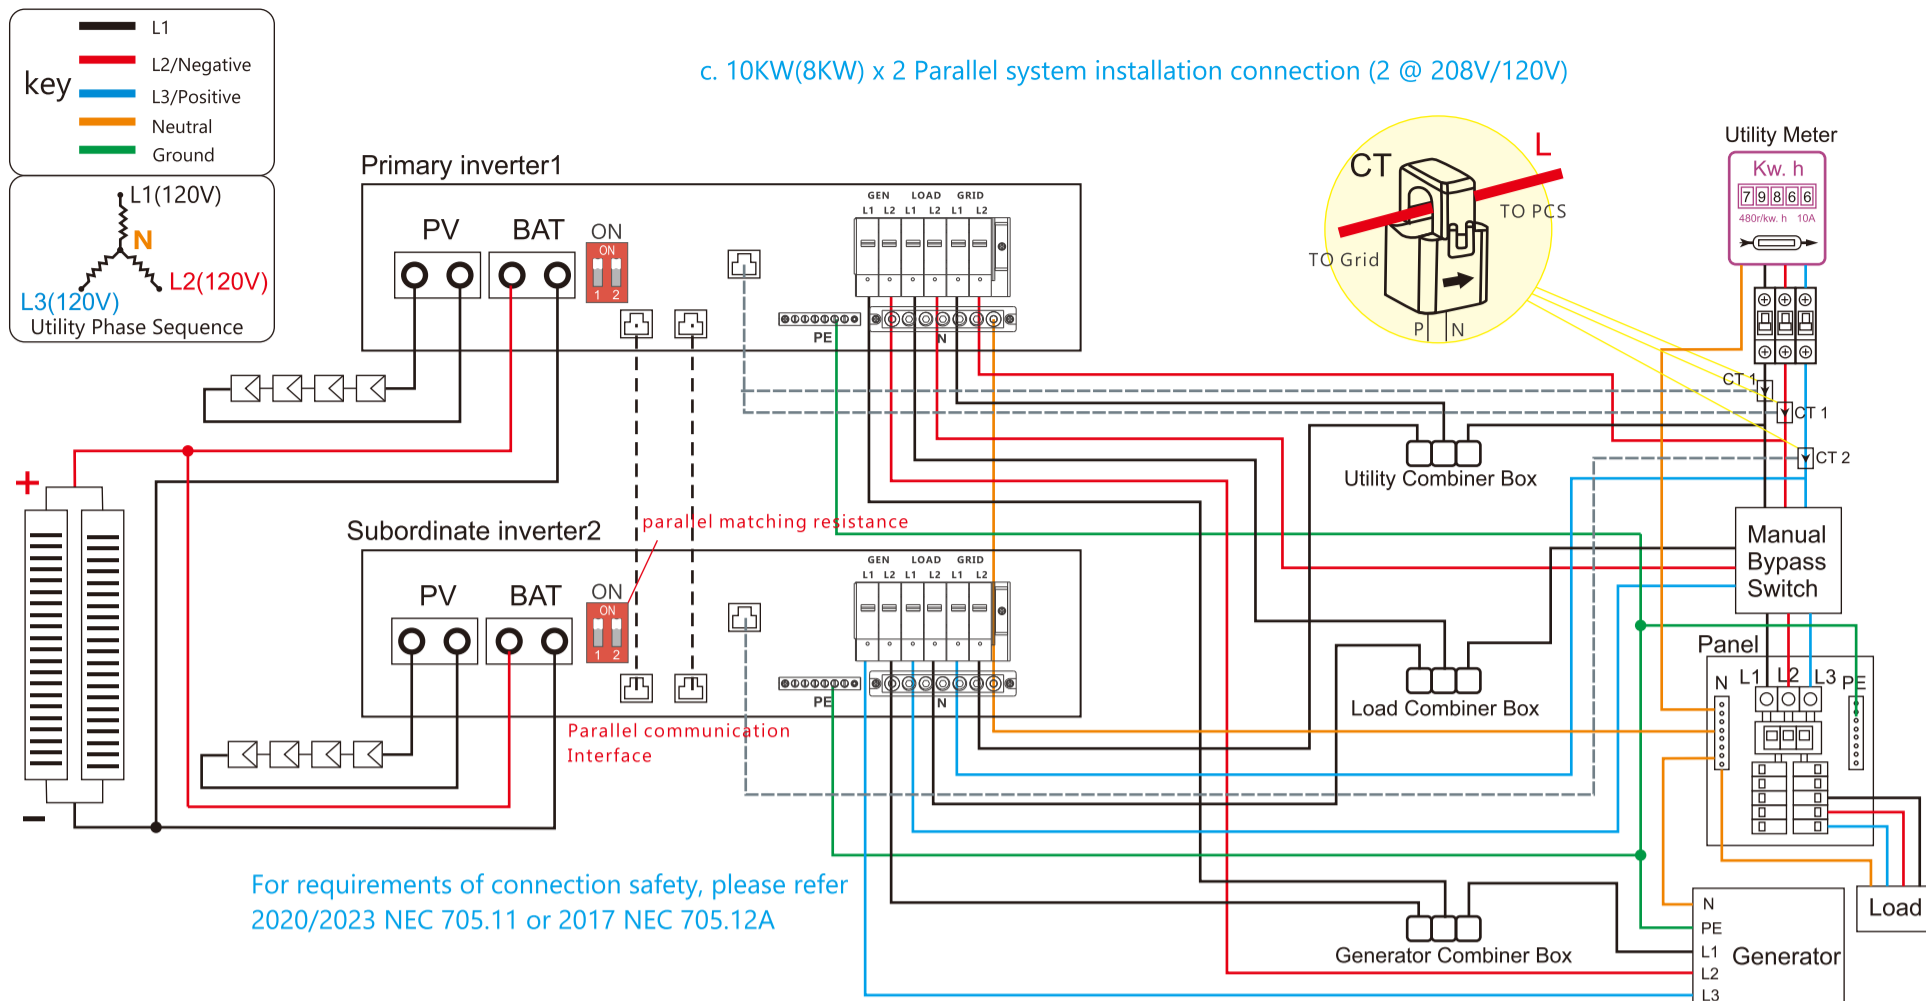 key
L1
L2/Negative
L3/Positive
Neutral
Ground
L1(120V)
N
L2(120V)
L3(120V)
Utility Phase Sequence
c. 10KW(8KW) x 2 Parallel system installation connection (2 @ 208V/120V)
Primary inverter1
PV
BAT
ON
ON
1 2
GEN LOAD GRID
L1 L2 L1 L2 L1 L2
PE
N
CT
L
TO PCS
TO Grid
P N
Utility Meter
Kw. h
79866
480r/kw. h 10A
CT 1
CT 1
CT 2
Utility Combiner Box
+
−
Subordinate inverter2
parallel matching resistance
PV
BAT
ON
ON
1 2
GEN LOAD GRID
L1 L2 L1 L2 L1 L2
PE
N
Parallel communication
Interface
Manual
Bypass
Switch
Panel
N
L1 L2 L3 PE
Load Combiner Box
For requirements of connection safety, please refer
2020/2023 NEC 705.11 or 2017 NEC 705.12A
Generator Combiner Box
N
PE
L1
L2
L3
Generator
Load